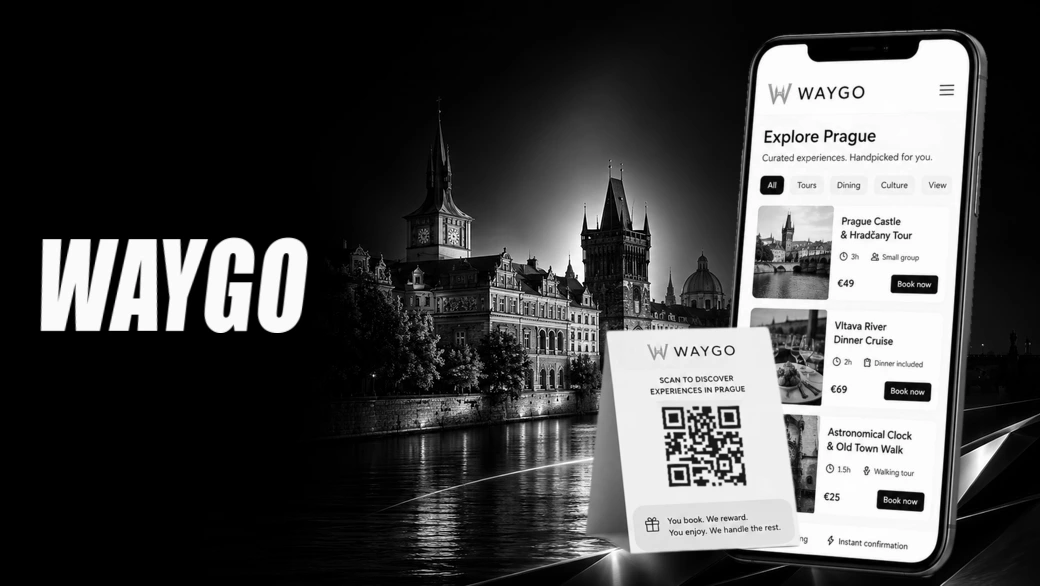 WAYGO
WAYGO
Explore Prague
Curated experiences. Handpicked for you.
All Tours Dining Culture View
Prague Castle
& Hradčany Tour
3h Small group
€49 Book now
Vltava River
Dinner Cruise
2h Dinner included
€69 Book now
Astronomical Clock
& Old Town Walk
1.5h Walking tour
€25 Book now
Instant confirmation
WAYGO
SCAN TO DISCOVER
EXPERIENCES IN PRAGUE
You book. We reward.
You enjoy. We handle the rest.